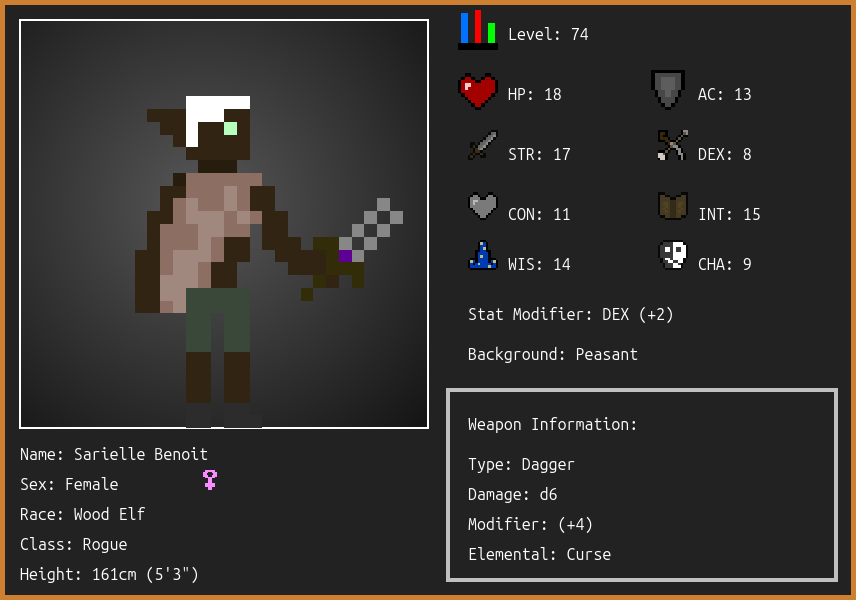 Level: 74
HP: 18
AC: 13
STR: 17
DEX: 8
CON: 11
INT: 15
WIS: 14
CHA: 9
Stat Modifier: DEX (+2)
Background: Peasant
Weapon Information:
Type: Dagger
Damage: d6
Modifier: (+4)
Elemental: Curse
Name: Sarielle Benoit
Sex: Female
Race: Wood Elf
Class: Rogue
Height: 161cm (5'3")